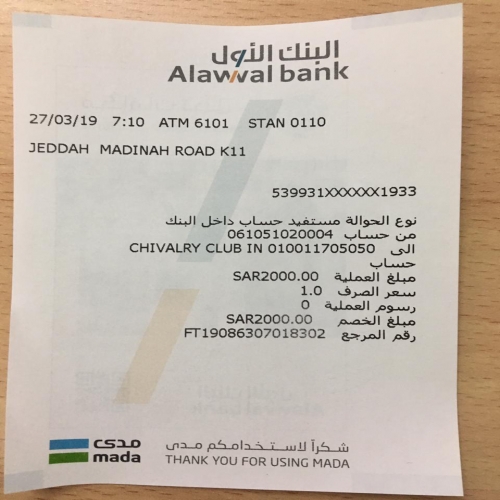 البنك الأول
Alawwal bank
27/03/19 7:10 ATM 6101 STAN 0110
JEDDAH MADINAH ROAD K11
539931XXXXXX1933
نوع الحوالة مستفيد حساب داخل البنك
من حساب 061051020004
الى CHIVALRY CLUB IN 010011705050
حساب
مبلغ العملية SAR2000.00
سعر الصرف 1.0
رسوم العملية 0
مبلغ الخصم SAR2000.00
رقم المرجع FT19086307018302
مدى
mada
شكراً لاستخدامكم مدى
THANK YOU FOR USING MADA